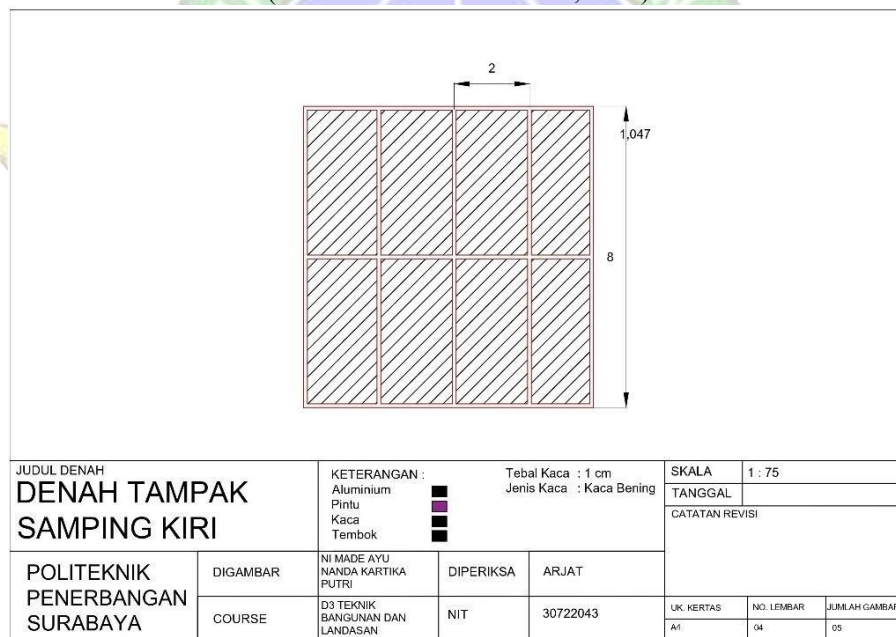 2
1,047
8
JUDUL DENAH
DENAH TAMPAK
SAMPING KIRI
KETERANGAN :
Aluminium
Pintu
Kaca
Tembok
Tebal Kaca : 1 cm
Jenis Kaca : Kaca Bening
SKALA
1 : 75
TANGGAL
CATATAN REVISI
POLITEKNIK
PENERBANGAN
SURABAYA
DIGAMBAR
NI MADE AYU
NANDA KARTIKA
PUTRI
DIPERIKSA
ARJAT
COURSE
D3 TEKNIK
BANGUNAN DAN
LANDASAN
NIT
30722043
UK. KERTAS
NO. LEMBAR
JUMLAH GAMBAR
04
05